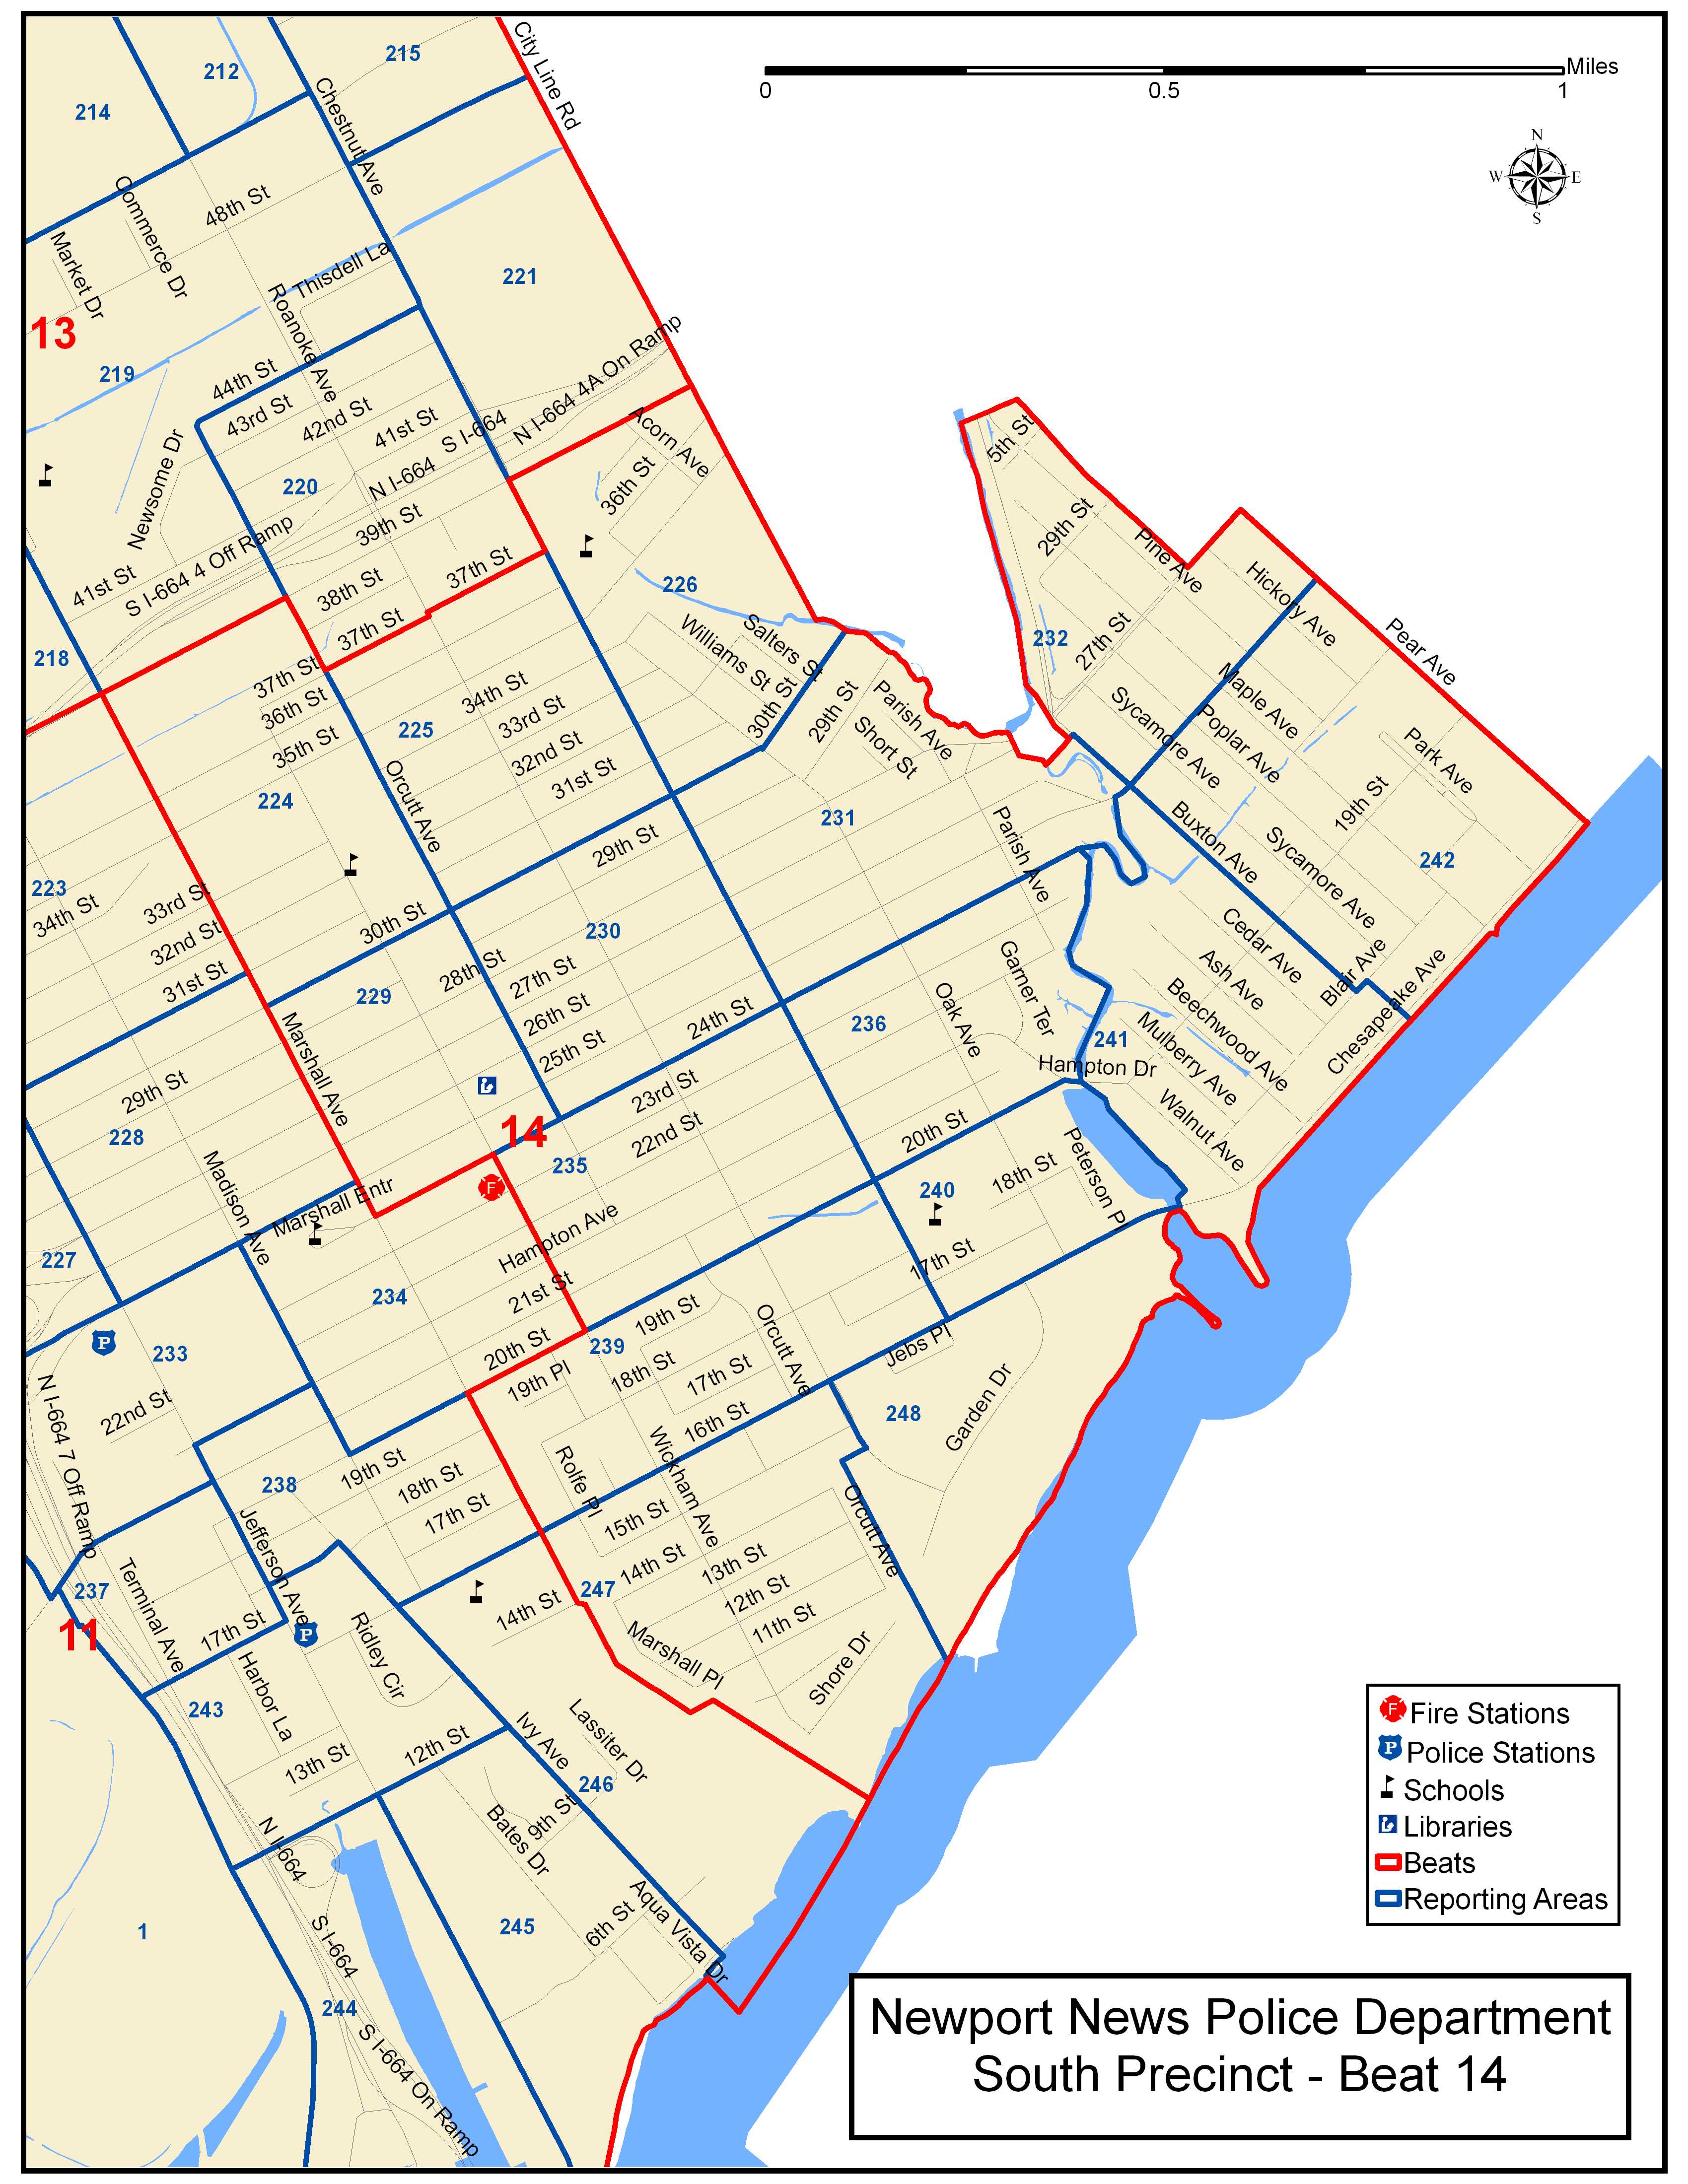 215
212
214
City Line Rd
Chestnut Ave
Miles
0
0.5
1
N
W
E
S
Commerce Dr
48th St
Market Dr
Thisdell La
Roanoke Ave
221
13
219
44th St
43rd St
42nd St
41st St
S I-664
N I-664 4A On Ramp
N I-664
Acorn Ave
36th St
5th St
Newsome Dr
220
39th St
S I-664 4 Off Ramp
41st St
38th St
37th St
37th St
29th St
Pine Ave
Hickory Ave
Pear Ave
226
232
27th St
218
37th St
36th St
35th St
225
34th St
33rd St
32nd St
31st St
Salters St
Williams St
30th St
29th St
Parish Ave
Short St
Maple Ave
Sycamore Ave
Poplar Ave
Park Ave
19th St
224
Orcutt Ave
231
Parish Ave
Buxton Ave
Sycamore Ave
242
29th St
223
34th St
33rd St
32nd St
31st St
30th St
230
229
28th St
27th St
26th St
25th St
24th St
Cedar Ave
Ash Ave
Blair Ave
Chesapeake Ave
Beechwood Ave
Garner Ter
Oak Ave
236
241
Mulberry Ave
Hampton Dr
Walnut Ave
Marshall Ave
29th St
228
23rd St
22nd St
14
235
20th St
Peterson Pl
18th St
240
17th St
Madison Ave
Marshall Entr
F
227
234
Hampton Ave
21st St
20th St
P
233
239
19th St
Orcutt Ave
Jebs Pl
22nd St
19th Pl
18th St
17th St
16th St
248
Garden Dr
N I-664 7 Off Ramp
238
19th St
18th St
17th St
Rolfe Pl
Wickham Ave
15th St
Orcutt Ave
Jefferson Ave
14th St
13th St
12th St
11th St
237
Terminal Ave
247
14th St
11
17th St
P
Ridley Cir
Marshall Pl
Shore Dr
Harbor La
243
Lassiter Dr
Ivy Ave
12th St
13th St
246
9th St
Bates Dr
N I-664
Aqua Vista Dr
6th St
245
1
S I-664
244
S I-664 On Ramp
F Fire Stations
P Police Stations
Schools
Libraries
Beats
Reporting Areas
Newport News Police Department
South Precinct - Beat 14